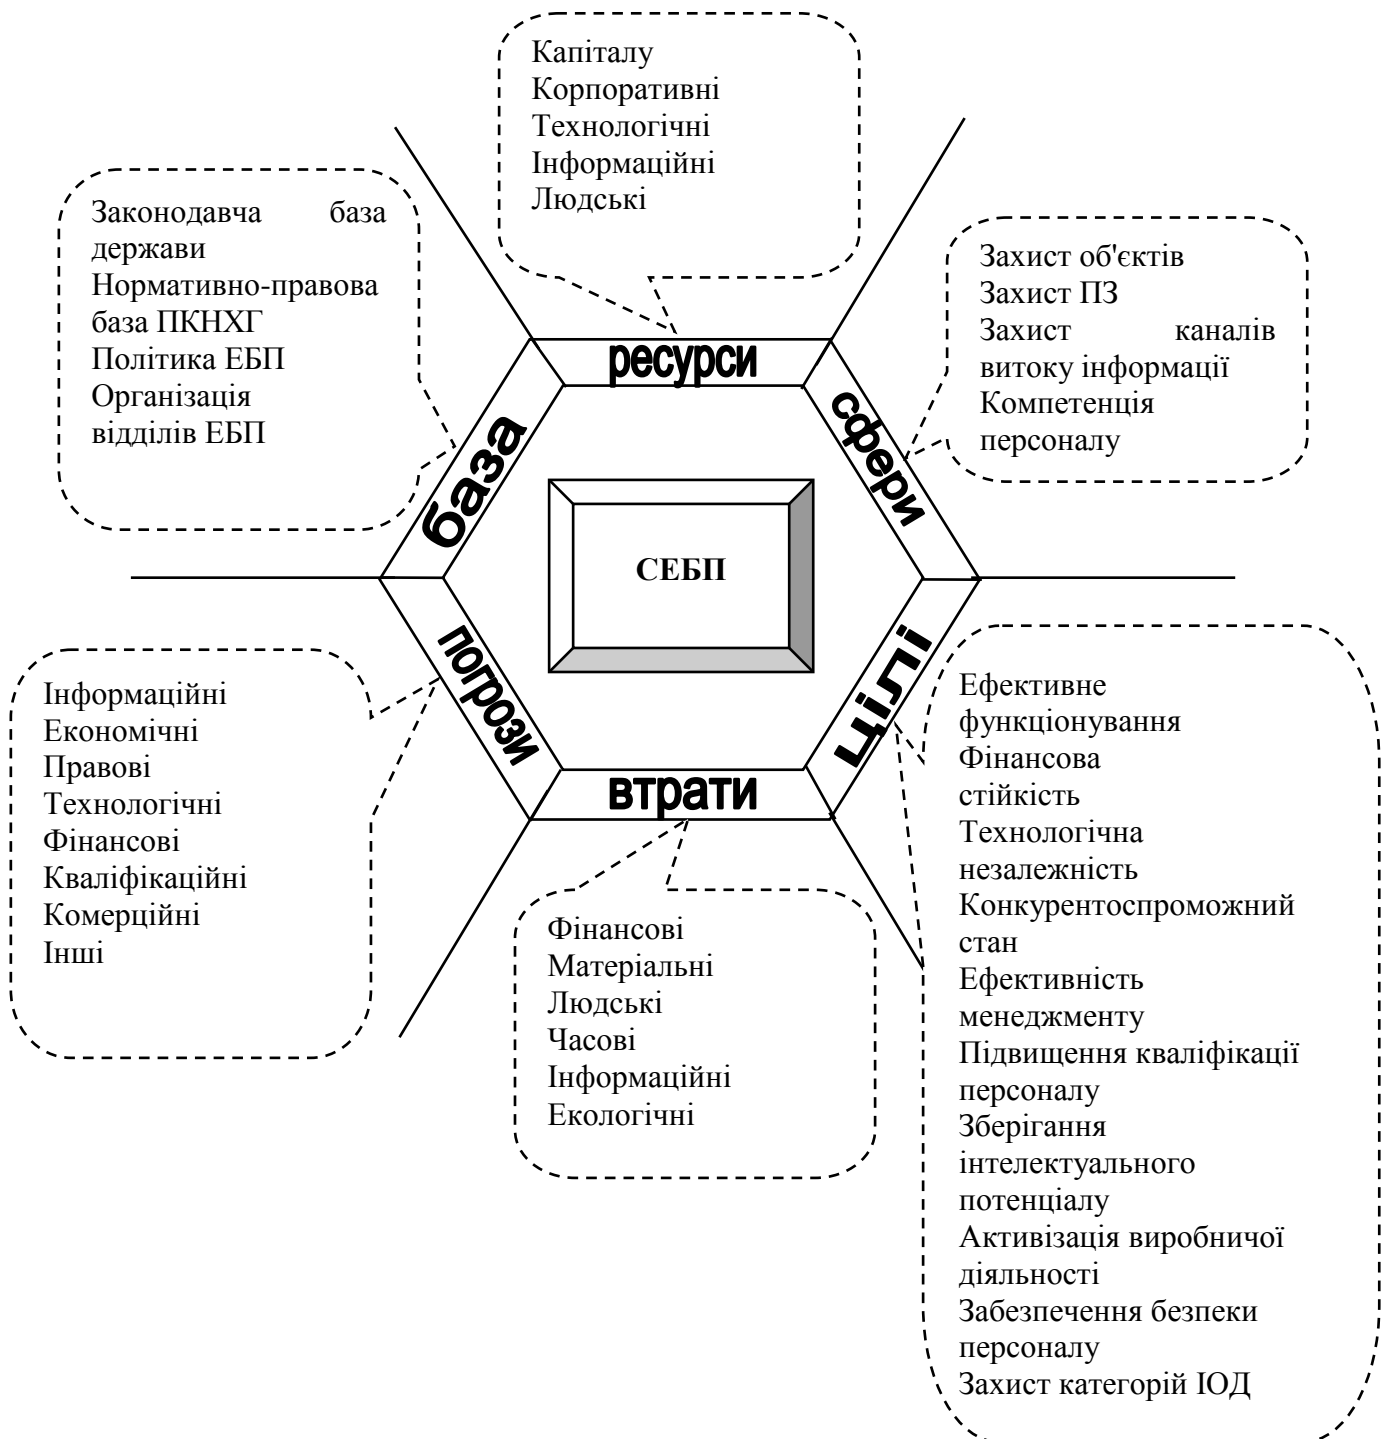 Капіталу
Корпоративні
Технологічні
Інформаційні
Людські
Законодавча база
держави
Нормативно-правова
база ПКНХГ
Політика ЕБП
Організація
відділів ЕБП
Захист об'єктів
Захист ПЗ
Захист каналів
витоку інформації
Компетенція
персоналу
ресурси
база
сфери
СЕБП
погрози
цілі
втрати
Інформаційні
Економічні
Правові
Технологічні
Фінансові
Кваліфікаційні
Комерційні
Інші
Фінансові
Матеріальні
Людські
Часові
Інформаційні
Екологічні
Ефективне
функціонування
Фінансова
стійкість
Технологічна
незалежність
Конкурентоспроможний
стан
Ефективність
менеджменту
Підвищення кваліфікації
персоналу
Зберігання
інтелектуального
потенціалу
Активізація виробничої
діяльності
Забезпечення безпеки
персоналу
Захист категорій ІОД